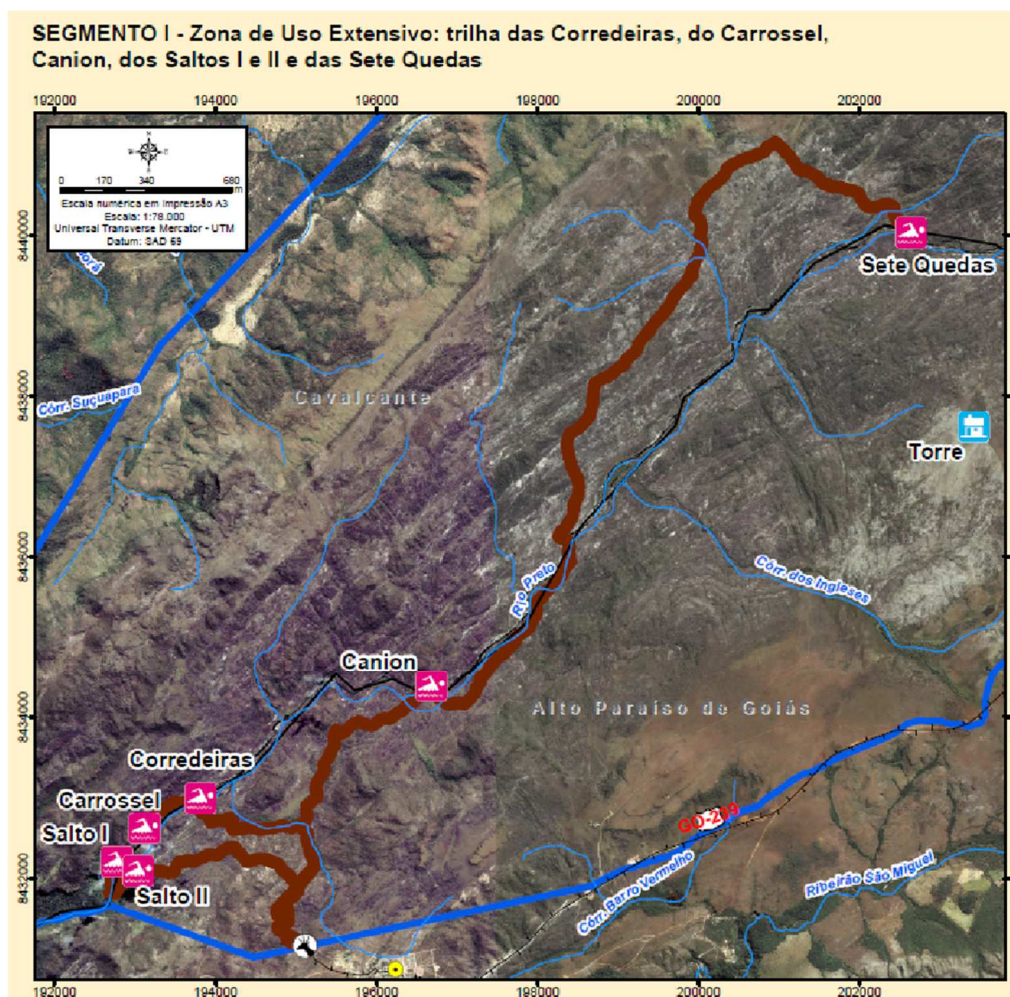 SEGMENTO I - Zona de Uso Extensivo: trilha das Corredeiras, do Carrossel,
Canion, dos Saltos I e II e das Sete Quedas
192000 194000 196000 198000 200000 202000
N
0 170 340 680
m
Escala numérica em impressão A3
Escala: 1:78.000
Universal Transverse Mercator - UTM
Datum: SAD 69
8440000
Sete Quedas
8438000
Córr. Suçuapara
Cavalcante
Torre
8436000
Rio Preto
Córr. dos Ingleses
Canion
8434000
Alto Paraíso de Goiás
Corredeiras
Carrossel
GO-239
Salto I
8432000
Salto II
Córr. Barro Vermelho
Ribeirão São Miguel
192000 194000 196000 198000 200000 202000